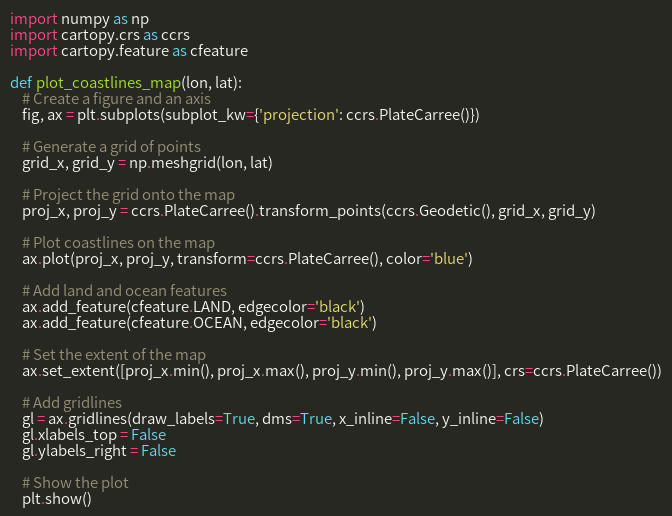 import numpy as np
import cartopy.crs as ccrs
import cartopy.feature as cfeature

def plot_coastlines_map(lon, lat):
    # Create a figure and an axis
    fig, ax = plt.subplots(subplot_kw={'projection': ccrs.PlateCarree()})

    # Generate a grid of points
    grid_x, grid_y = np.meshgrid(lon, lat)

    # Project the grid onto the map
    proj_x, proj_y = ccrs.PlateCarree().transform_points(ccrs.Geodetic(), grid_x, grid_y)

    # Plot coastlines on the map
    ax.plot(proj_x, proj_y, transform=ccrs.PlateCarree(), color='blue')

    # Add land and ocean features
    ax.add_feature(cfeature.LAND, edgecolor='black')
    ax.add_feature(cfeature.OCEAN, edgecolor='black')

    # Set the extent of the map
    ax.set_extent([proj_x.min(), proj_x.max(), proj_y.min(), proj_y.max()], crs=ccrs.PlateCarree())

    # Add gridlines
    gl = ax.gridlines(draw_labels=True, dms=True, x_inline=False, y_inline=False)
    gl.xlabels_top = False
    gl.ylabels_right = False

    # Show the plot
    plt.show()